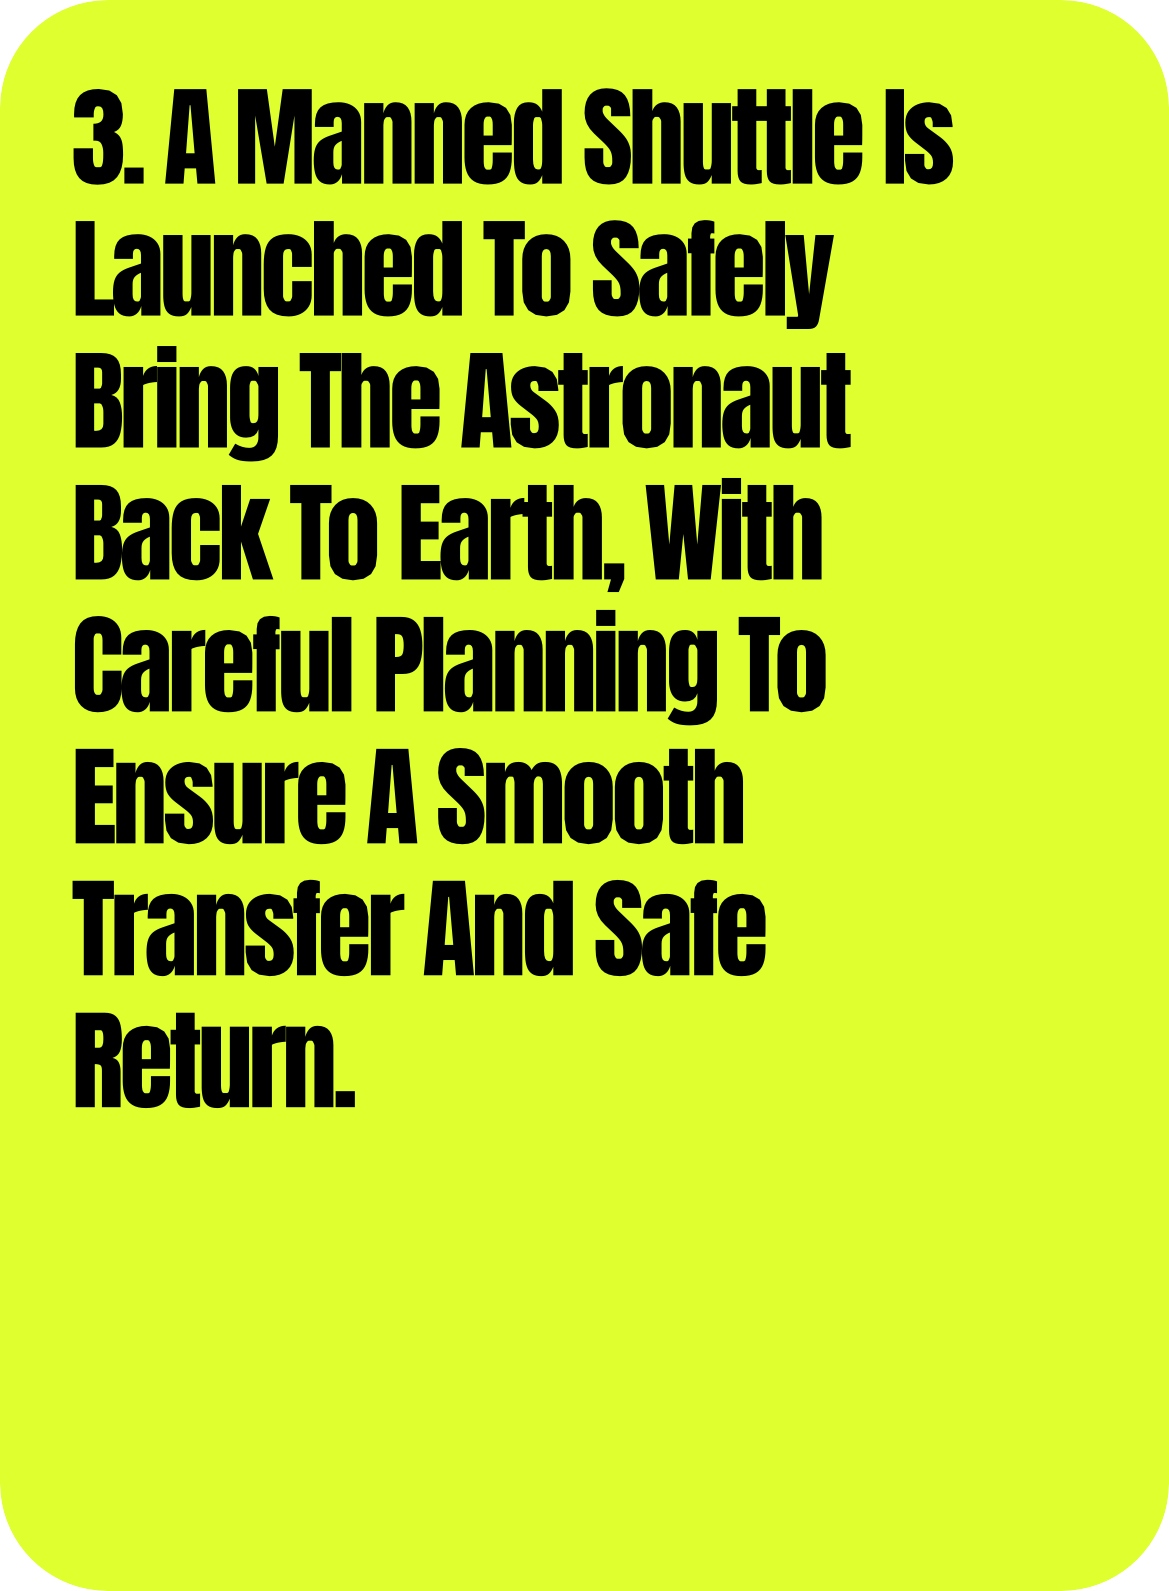 3. A Manned Shuttle Is
Launched To Safely
Bring The Astronaut
Back To Earth, With
Careful Planning To
Ensure A Smooth
Transfer And Safe
Return.